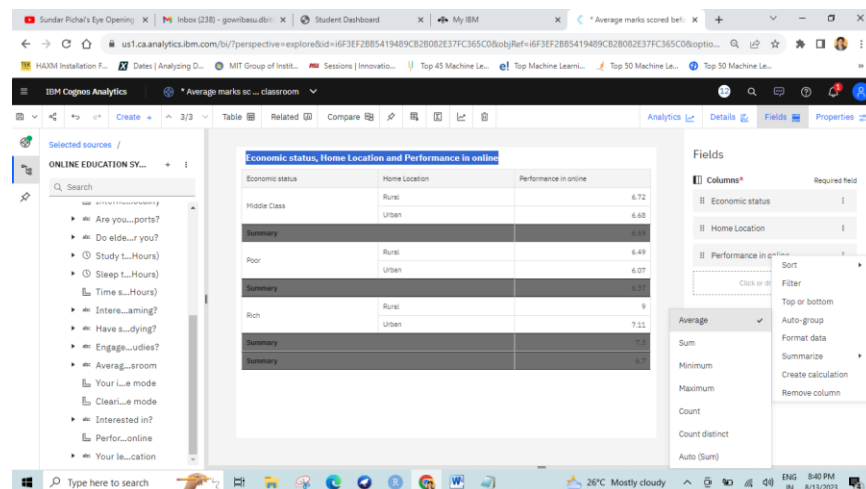 Sundar Pichai's Eye Opening
Inbox (238) - gowribasu.dbit
Student Dashboard
My IBM
* Average marks scored befo
us1.ca.analytics.ibm.com/bi/?perspective=explore&id=i6F3EF2BB5419489CB2B082E37FC365C0&objRef=i6F3EF2BB5419489CB2B082E37FC365C0&optio...
HAXM Installation F...
Dates | Analyzing D...
MIT Group of Instit...
Sessions | Innovatio...
Top 45 Machine Le...
Top Machine Learni...
Top 50 Machine Le...
Top 50 Machine Le...
IBM Cognos Analytics
* Average marks sc ... classroom
12
1
Create +
3/3
Table
Related
Compare
Analytics
Details
Fields
Properties
Selected sources /
ONLINE EDUCATION SY...
Search
Are you...ports?
Do elde...r you?
Study t...Hours)
Sleep t...Hours)
Time s...Hours)
Intere...aming?
Have s...dying?
Engage...udies?
Averag...sroom
Your i...e mode
Cleari...e mode
Interested in?
Perfor...online
Your le...cation
Economic status, Home Location and Performance in online
Economic status Home Location Performance in online
Middle Class Rural 6.72
Urban 6.68
Summary 6.69
Poor Rural 6.49
Urban 6.07
Summary 6.37
Rich Rural 9
Urban 7.11
Summary 7.3
Summary 6.7
Fields
Columns* Required field
Economic status
Home Location
Performance in online
Click or dr
Sort
Filter
Top or bottom
Auto-group
Format data
Summarize
Create calculation
Remove column
Average
Sum
Minimum
Maximum
Count
Count distinct
Auto (Sum)
Type here to search
26°C Mostly cloudy
ENG
IN
8:40 PM
8/13/2023